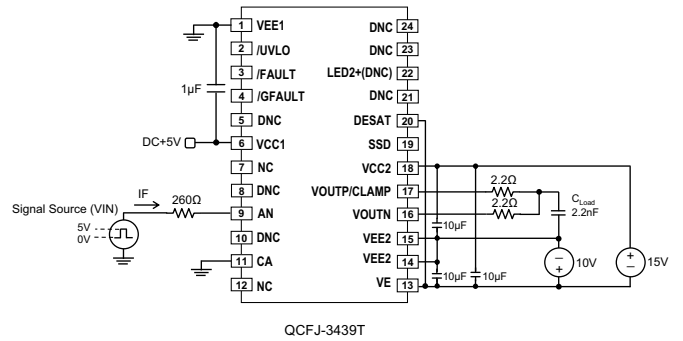 1 VEE1
2 /UVLO
3 /FAULT
4 /GFAULT
5 DNC
6 VCC1
7 NC
8 DNC
9 AN
10 DNC
11 CA
12 NC
DNC 24
DNC 23
LED2+(DNC) 22
DNC 21
DESAT 20
SSD 19
VCC2 18
VOUTP/CLAMP 17
VOUTN 16
VEE2 15
VEE2 14
VE 13
1µF
DC+5V
IF
260Ω
Signal Source (VIN)
5V
0V
2.2Ω
2.2Ω
CLoad
2.2nF
10µF
10µF
10µF
− + 10V
+ − 15V
QCFJ-3439T